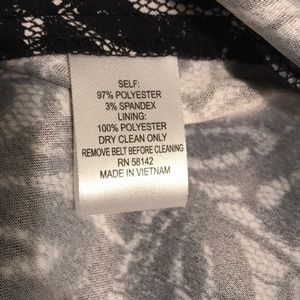 SELF:
97% POLYESTER
3% SPANDEX
LINING:
100% POLYESTER
DRY CLEAN ONLY
REMOVE BELT BEFORE CLEANING
RN 58142
MADE IN VIETNAM